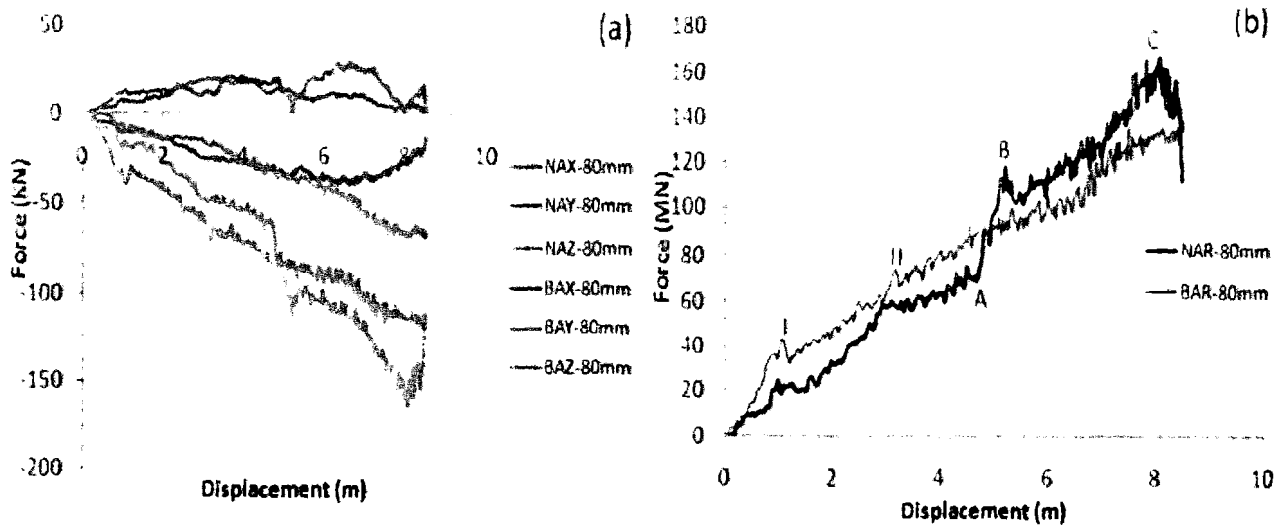 (a)
50
0
-50
-100
-150
-200
0
2
4
6
8
10
Force (KN)
Displacement (m)
NAX-80mm
NAY-80mm
NAZ-80mm
BAX-80mm
BAY-80mm
BAZ-80mm
(b)
180
160
140
120
100
80
60
40
20
0
0
2
4
6
8
10
Force (MN)
Displacement (m)
I
II
A
B
C
NAR-80mm
BAR-80mm